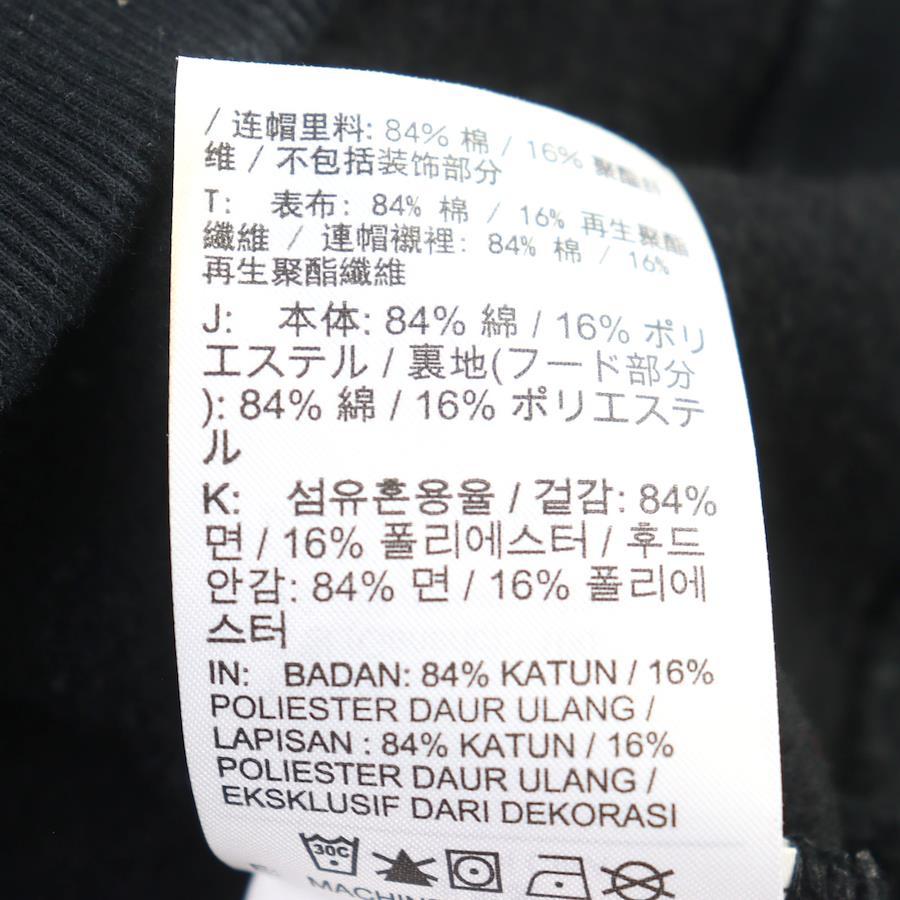 / 连帽里料: 84% 棉 / 16% 聚酯纤
维 / 不包括装饰部分
T: 表布: 84% 棉 / 16% 再生聚酯
纖維 / 連帽襯裡: 84% 棉 / 16%
再生聚酯纖維
J: 本体: 84% 綿 / 16% ポリ
エステル / 裏地(フード部分
): 84% 綿 / 16% ポリエステ
ル
K: 섬유혼용율 / 겉감: 84%
면 / 16% 폴리에스터 / 후드
안감: 84% 면 / 16% 폴리에
스터
IN: BADAN: 84% KATUN / 16%
POLIESTER DAUR ULANG /
LAPISAN : 84% KATUN / 16%
POLIESTER DAUR ULANG /
EKSKLUSIF DARI DEKORASI
30C